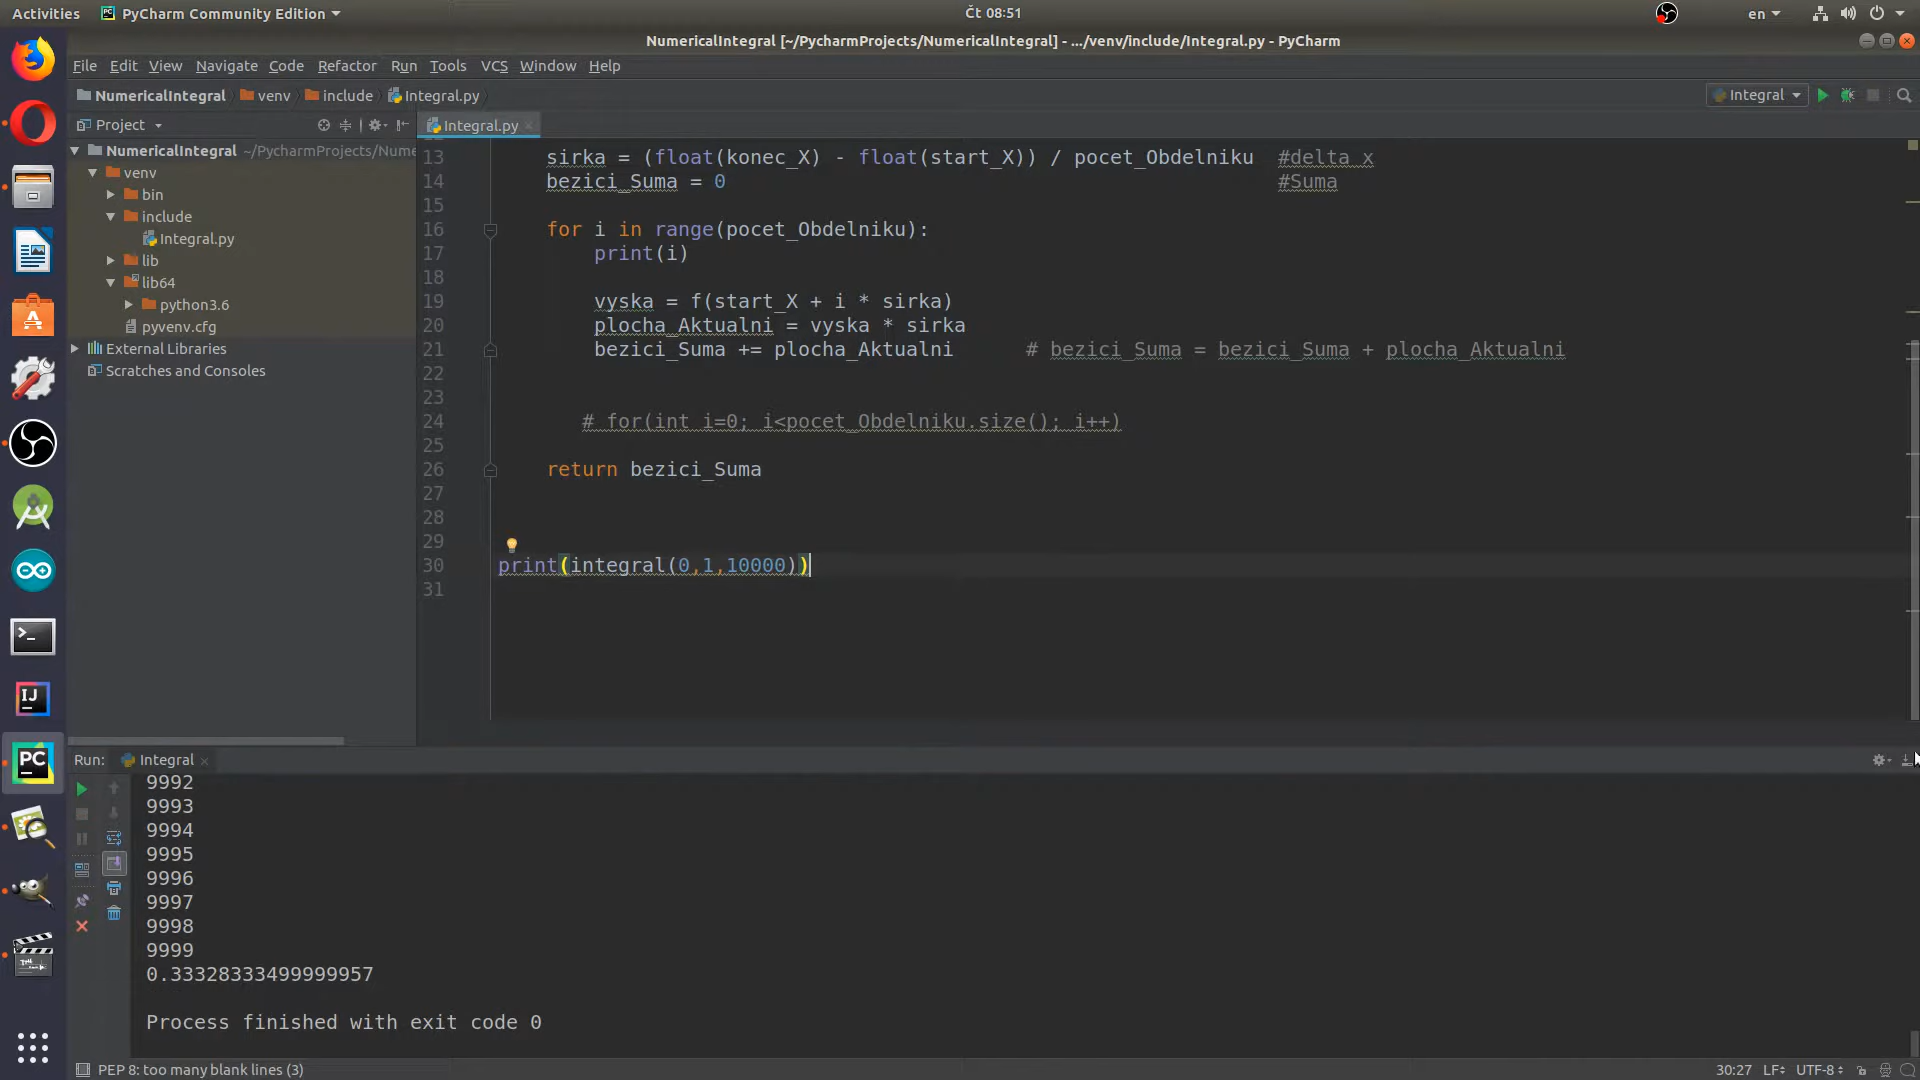 Activities PyCharm Community Edition Čt 08:51 en
NumericalIntegral [~/PycharmProjects/NumericalIntegral] - .../venv/include/Integral.py - PyCharm
File Edit View Navigate Code Refactor Run Tools VCS Window Help
NumericalIntegral venv include Integral.py Integral
Project Integral.py
NumericalIntegral ~/PycharmProjects/Nume
venv
bin
include
Integral.py
lib
lib64
python3.6
pyvenv.cfg
External Libraries
Scratches and Consoles
13 sirka = (float(konec_X) - float(start_X)) / pocet_Obdelniku #delta x
14 bezici_Suma = 0 #Suma
15
16 for i in range(pocet_Obdelniku):
17 print(i)
18
19 vyska = f(start_X + i * sirka)
20 plocha_Aktualni = vyska * sirka
21 bezici_Suma += plocha_Aktualni # bezici_Suma = bezici_Suma + plocha_Aktualni
22
23
24 # for(int i=0; i<pocet_Obdelniku.size(); i++)
25
26 return bezici_Suma
27
28
29
30 print(integral(0,1,10000))
31
Run: Integral
9992
9993
9994
9995
9996
9997
9998
9999
0.33328333499999957
Process finished with exit code 0
PEP 8: too many blank lines (3) 30:27 LF UTF-8